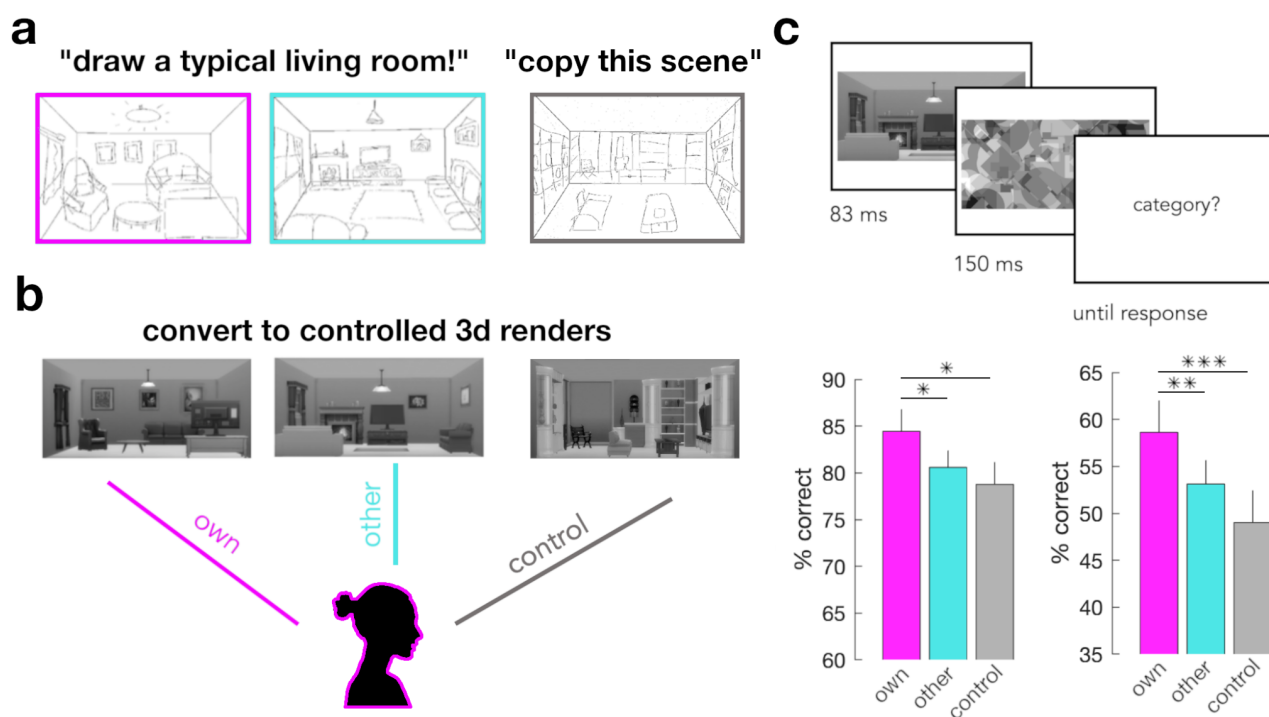 a
"draw a typical living room!"
"copy this scene"
b
convert to controlled 3d renders
own
other
control
c
83 ms
150 ms
category?
until response
90
85
80
75
70
65
60
% correct
*
*
own
other
control
65
60
55
50
45
40
35
% correct
***
**
own
other
control